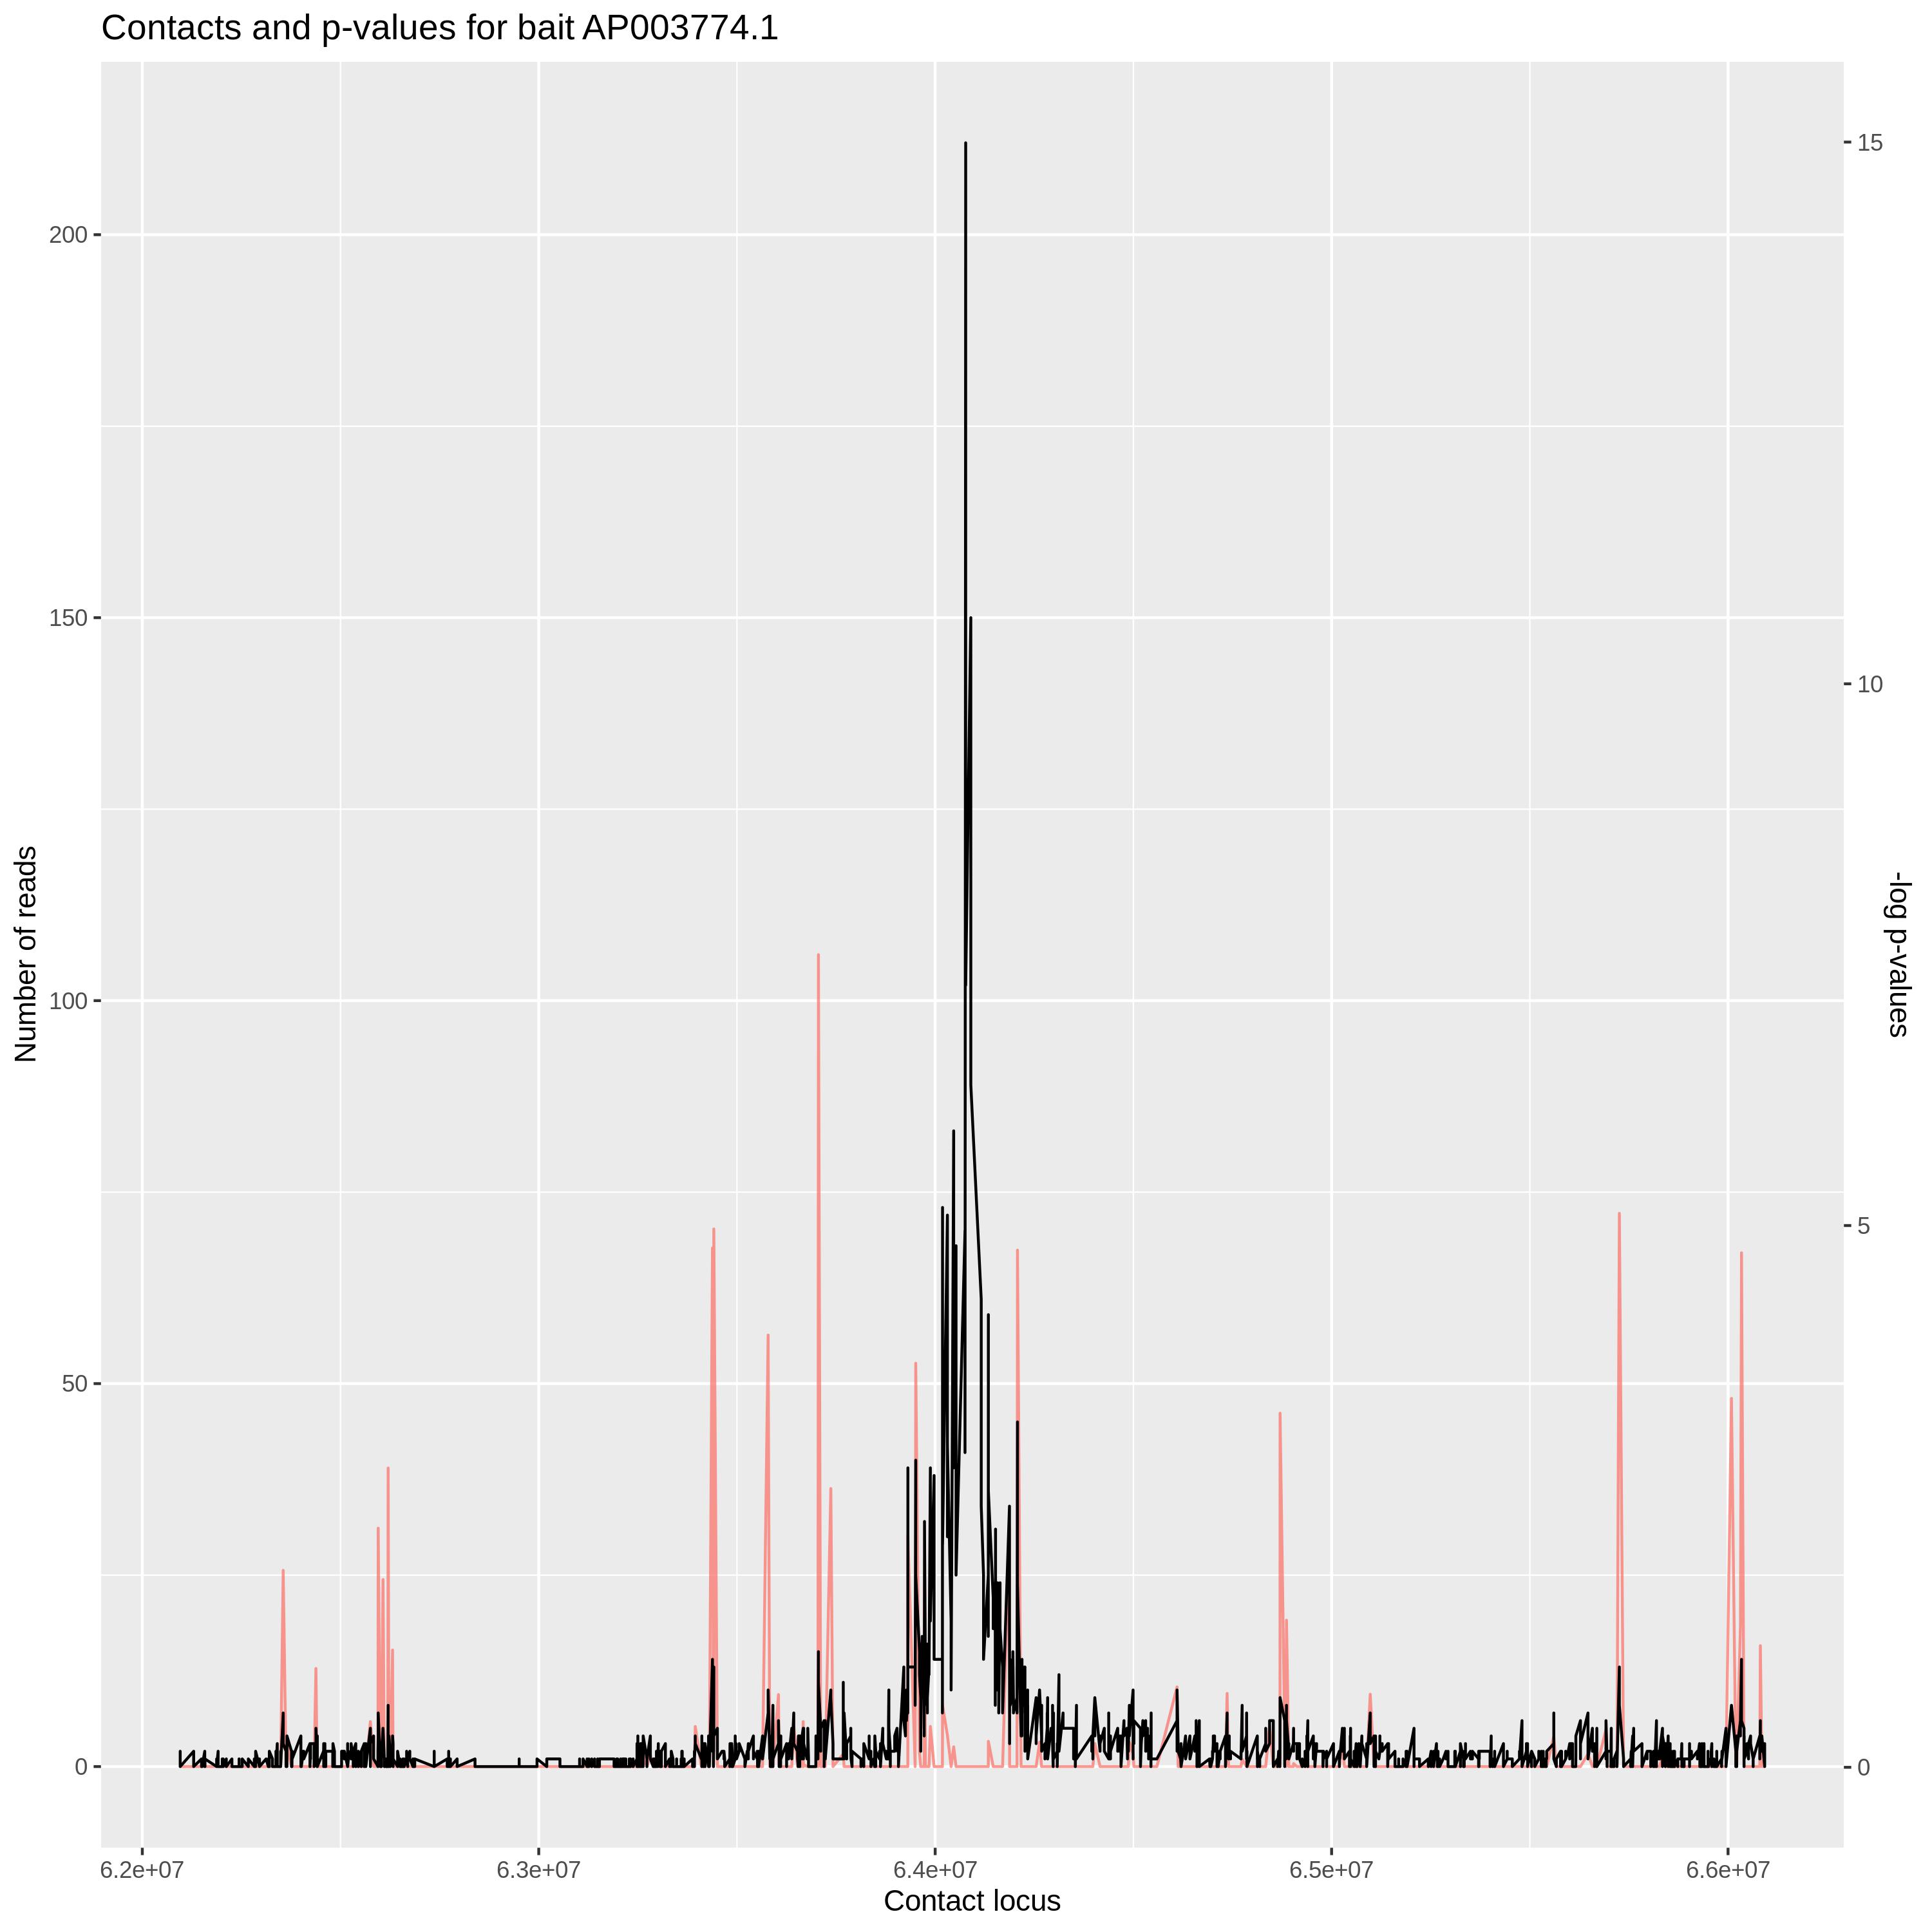 Contacts and p-values for bait AP003774.1
200
150
100
50
0
Number of reads
15
10
5
0
-log p-values
6.2e+07
6.3e+07
6.4e+07
6.5e+07
6.6e+07
Contact locus